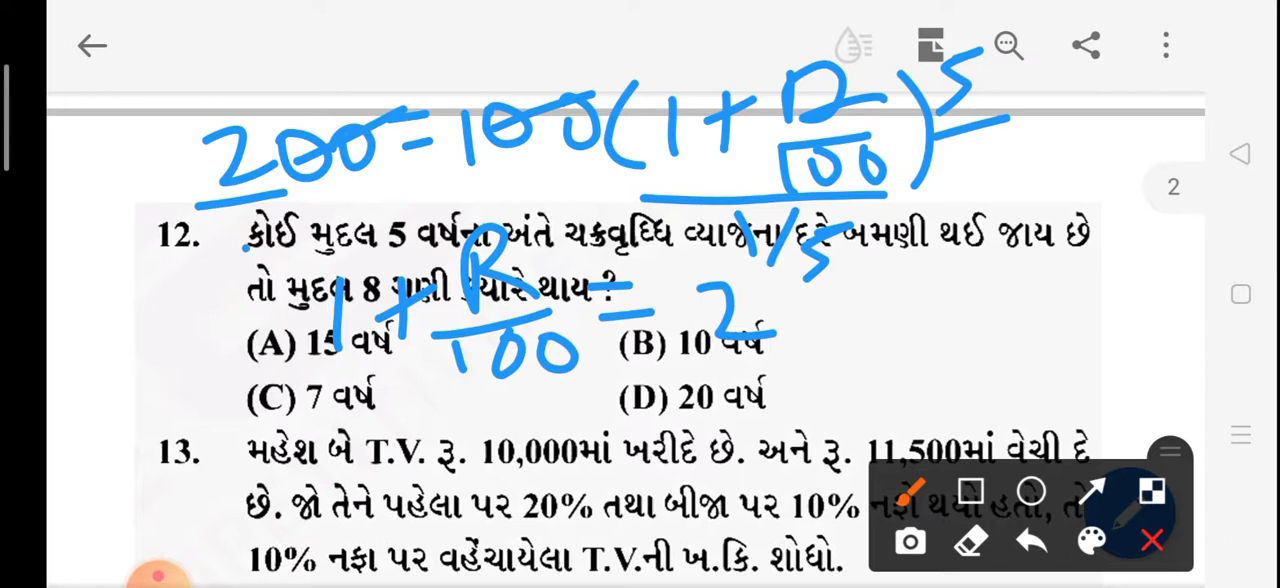 200 = 100(1 + R/100)^5
2
12. કોઈ મુદ્દલ 5 વર્ષના અંતે ચક્રવૃધ્ધિ વ્યાજના દરે બમણી થઈ જાય છે
તો મુદ્દલ 8 ગણી ક્યારે થાય ?
1 + R/100 = 2^1/5
(A) 15 વર્ષ (B) 10 વર્ષ
(C) 7 વર્ષ (D) 20 વર્ષ
13. મહેશ બે T.V. રૂ. 10,000માં ખરીદે છે. અને રૂ. 11,500માં વેચી દે
છે. જો તેને પહેલા પર 20% તથા બીજા પર 10% નફો થયો હતો, તો
10% નફા પર વહેંચાયેલા T.V.ની ખ.કિ. શોધો.